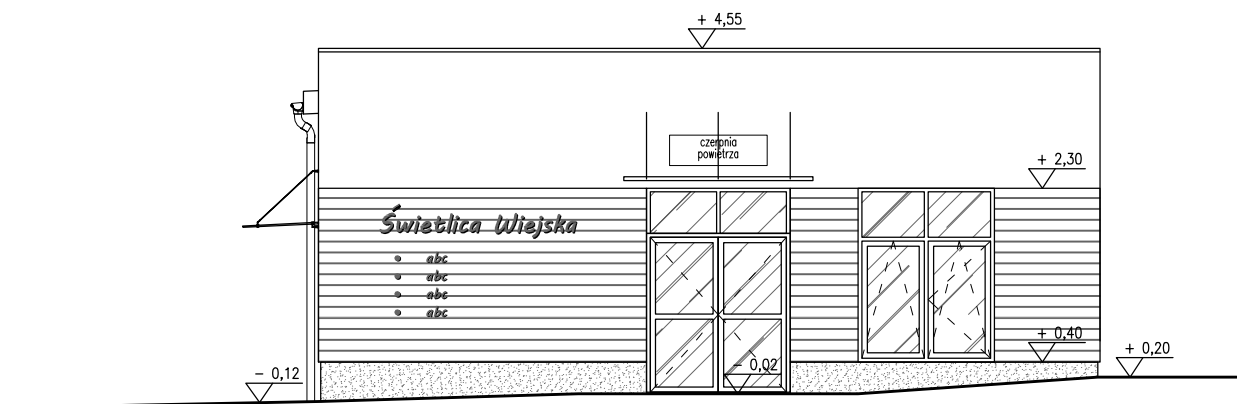 + 4,55
czerpnia
powietrza
+ 2,30
Świetlica Wiejska
• abc
• abc
• abc
• abc
+ 0,40
+ 0,20
- 0,02
- 0,12